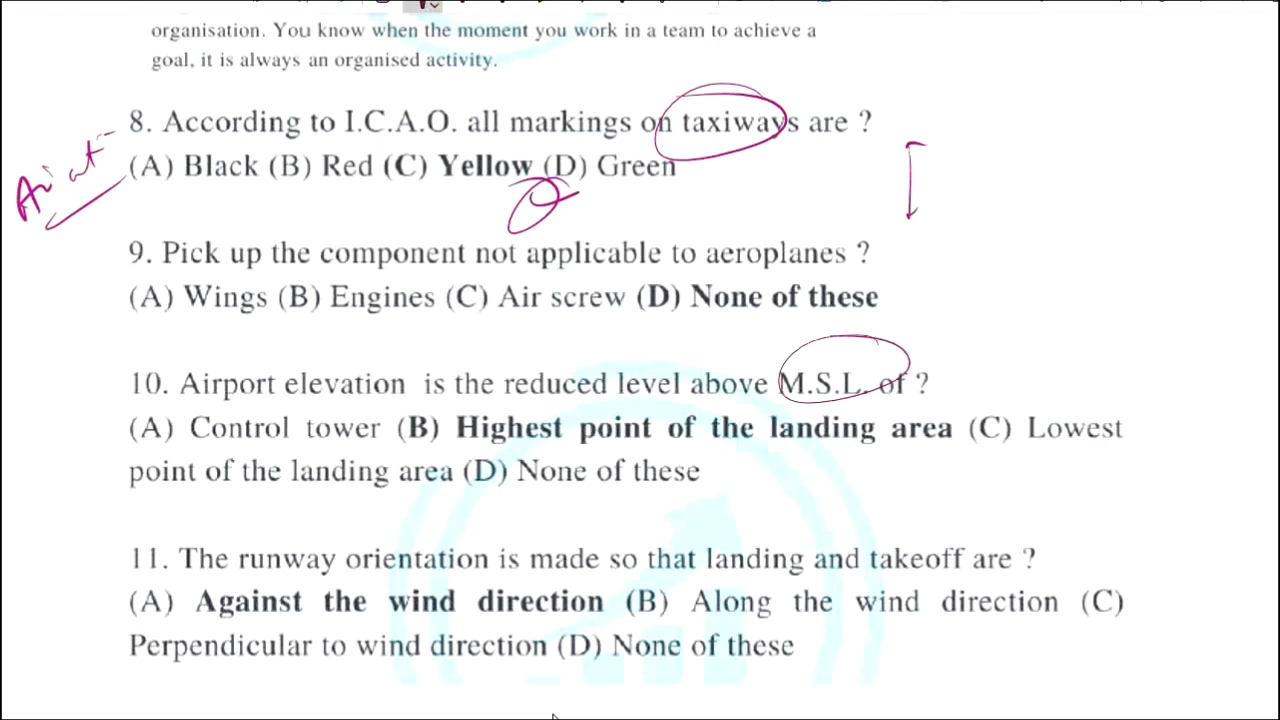 organisation. You know when the moment you work in a team to achieve a
goal, it is always an organised activity.
8. According to I.C.A.O. all markings on taxiways are ?
(A) Black (B) Red (C) Yellow (D) Green
9. Pick up the component not applicable to aeroplanes ?
(A) Wings (B) Engines (C) Air screw (D) None of these
10. Airport elevation is the reduced level above M.S.L. of ?
(A) Control tower (B) Highest point of the landing area (C) Lowest
point of the landing area (D) None of these
11. The runway orientation is made so that landing and takeoff are ?
(A) Against the wind direction (B) Along the wind direction (C)
Perpendicular to wind direction (D) None of these